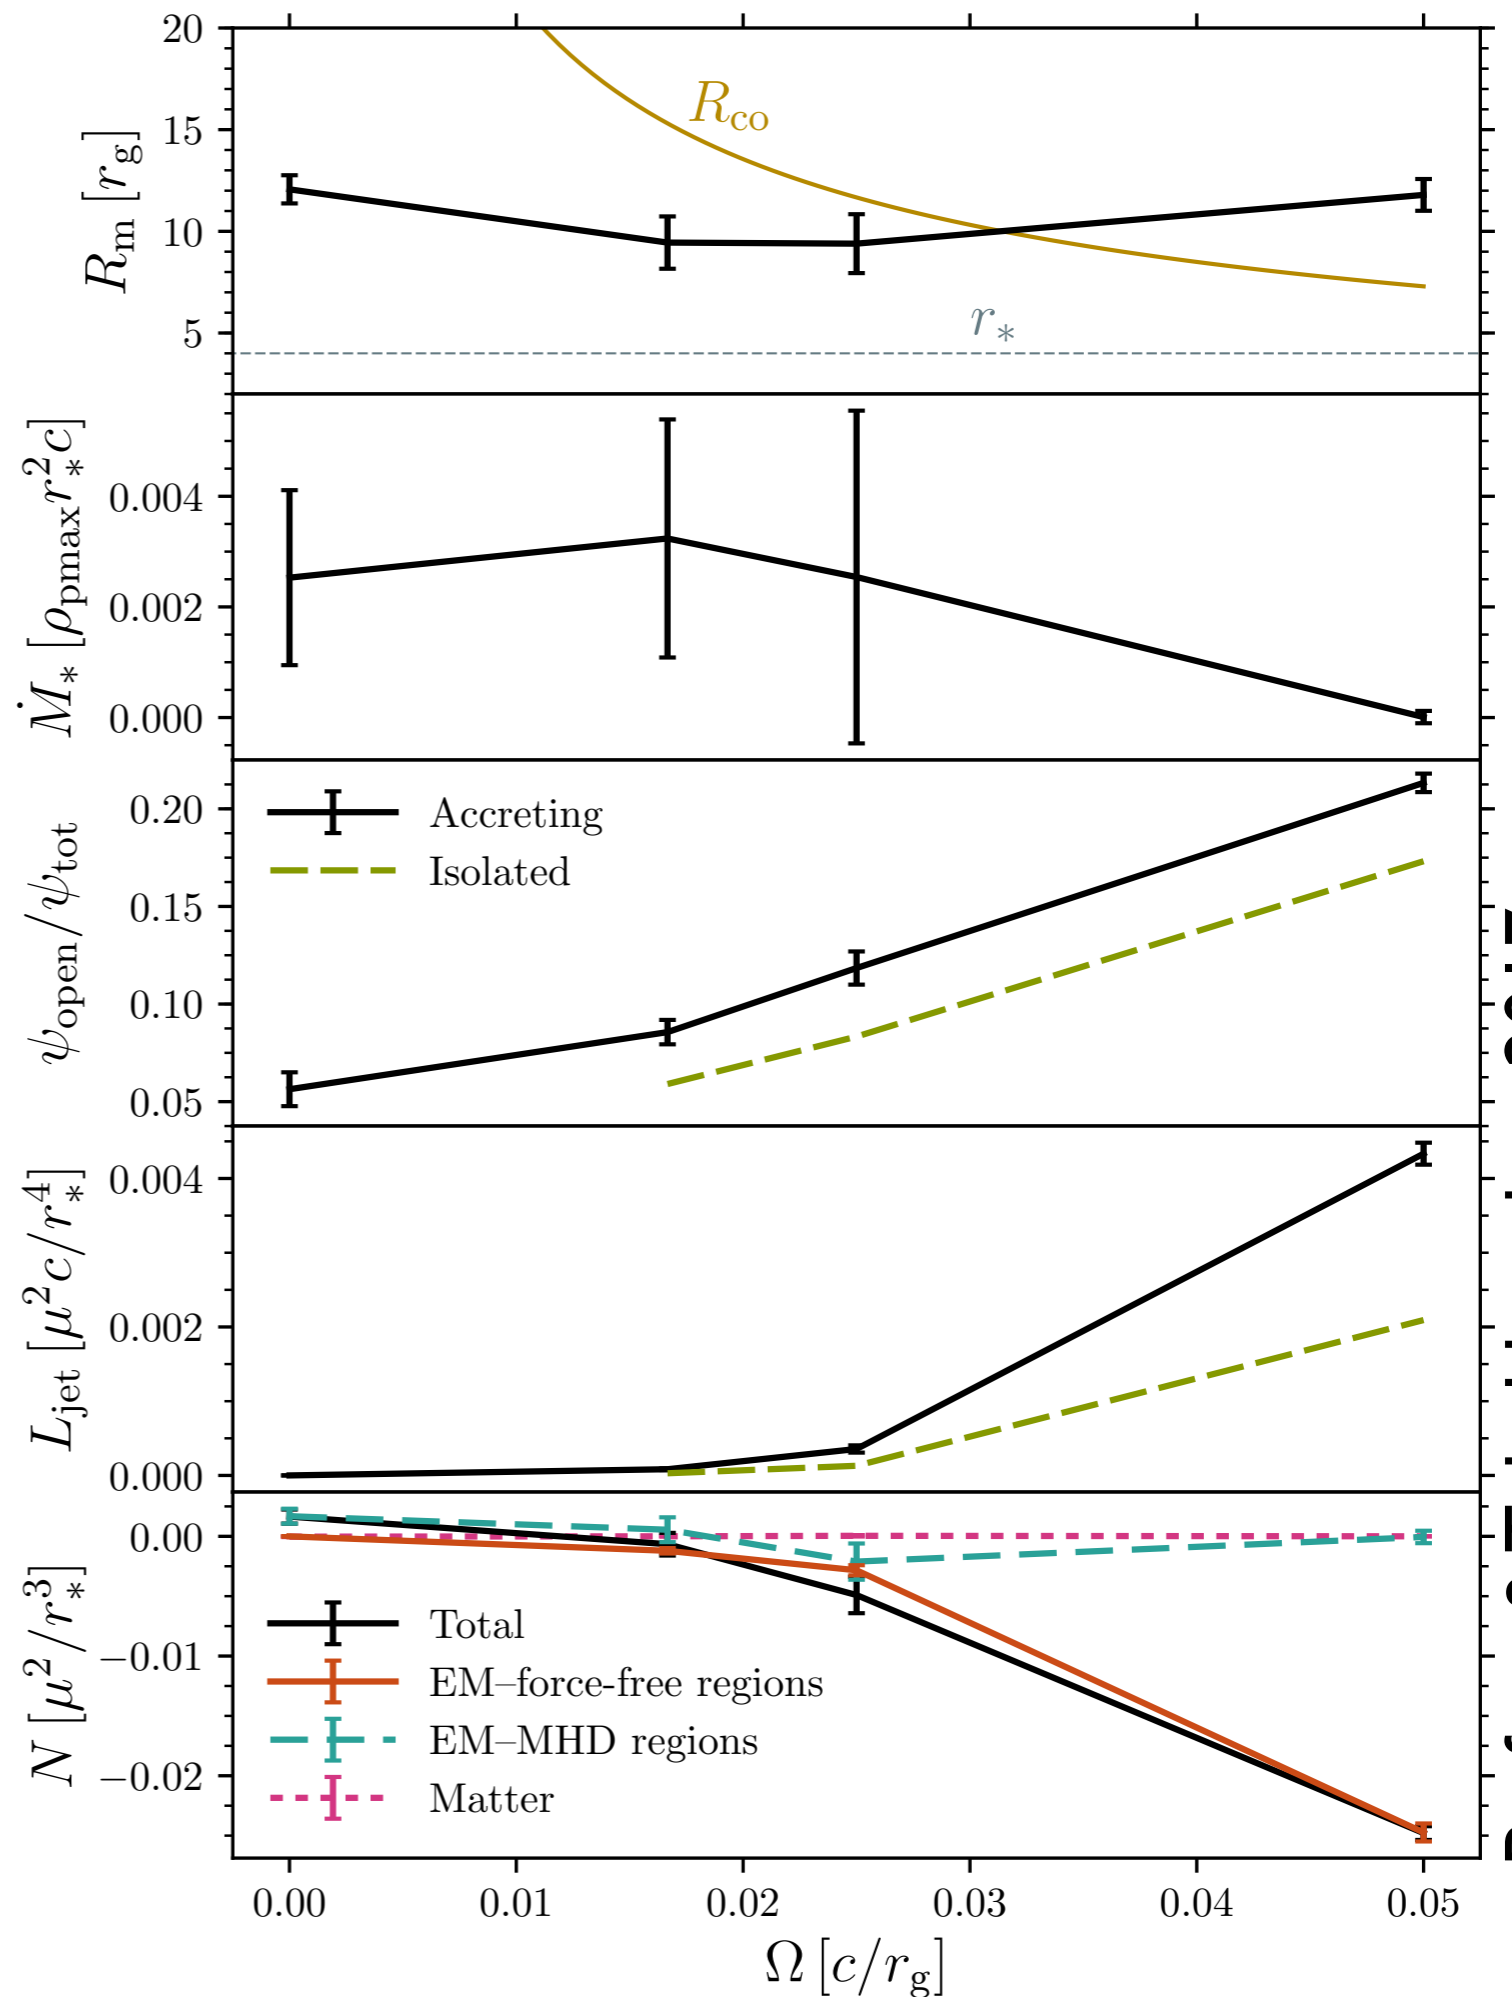 20
15
10
5
R_m [r_g]
R_co
r_*
0.004
0.002
0.000
Ṁ_* [ρ_pmax r_*^2 c]
0.20
0.15
0.10
0.05
ψ_open/ψ_tot
Accreting
Isolated
0.004
0.002
0.000
L_jet [μ^2 c/r_*^4]
0.00
−0.01
−0.02
N [μ^2/r_*^3]
Total
EM–force-free regions
EM–MHD regions
Matter
0.00 0.01 0.02 0.03 0.04 0.05
Ω [c/r_g]